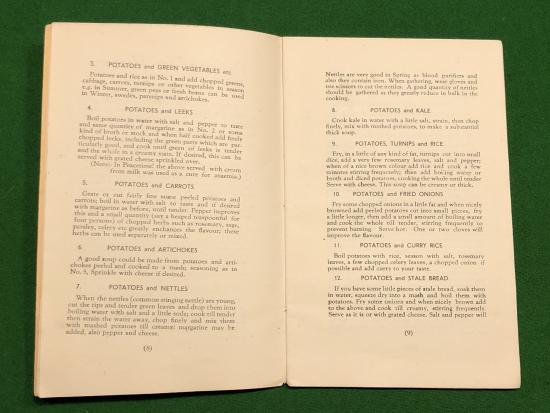 3. POTATOES and GREEN VEGETABLES etc
Potatoes and rice as in No. 1 and add chopped greens,
cabbage, carrots, turnips or other vegetables in season
e.g. in Summer, green peas or fresh beans can be used
in Winter, swedes, parsnips and artichokes.
4. POTATOES and LEEKS
Boil potatoes in water with salt and pepper to taste
and same quantity of margarine as in No. 2 or some
kind of broth or stock and when half cooked add finely
chopped leeks, including the green parts which are par-
ticularly good, and cook until green of leeks is tender
and the whole is a creamy mass. If desired, this can be
served with grated cheese sprinkled over.
(Note: In Peacetime the above served with cream
from milk was used as a cure for anaemia.)
5. POTATOES and CARROTS
Grate or cut fairly fine some peeled potatoes and
carrots; boil in water with salt to taste and if desired
with margarine as before, until tender. Pepper improves
this and a small quantity (say a heaped teaspoonful for
four persons) of chopped herbs such as rosemary, sage,
parsley, celery etc greatly enchances the flavour; these
herbs can be used separately or mixed.
6. POTATOES and ARTICHOKES
A good soup could be made from potatoes and arti-
chokes peeled and cooked to a mash; seasoning as in
No. 5. Sprinkle with cheese if desired.
7. POTATOES and NETTLES
When the nettles (common stinging nettle) are young,
cut the tips and tender green leaves and drop them into
boiling water with salt and a little soda; cook till tender
then strain the water away, chop finely and mix them
with mashed potatoes till creamy: margarine may be
added, also pepper and cheese.
(8)
Nettles are very good in Spring as blood purifiers and
also they contain iron. When gathering, wear gloves and
use scissors to cut the nettles. A good quantity of nettles
should be gathered as they greatly reduce in bulk in the
cooking.
8. POTATOES and KALE
Cook kale in water with a little salt, strain, then chop
finely, mix with mashed potatoes, to make a substantial
thick soup.
9. POTATOES, TURNIPS and RICE
Fry, in a little of any kind of fat, turnips cut into small
dice, add a very few rosemary leaves, salt and pepper;
when of a nice brown colour add rice and cook a few
minutes stirring frequently; then add boiling water or
broth and diced potatoes, cooking the whole until tender
Serve with cheese. This soup can be creamy or thick.
10. POTATOES and FRIED ONIONS
Fry some chopped onions in a little fat and when nicely
browned add peeled potatoes cut into small pieces, fry
a little longer, then add a small amount of boiling water
and cook the whole till tender, stirring frequently to
prevent burning. Serve hot. One or two cloves will
improve the flavour.
11. POTATOES and CURRY RICE
Boil potatoes with rice, season with salt, rosemary
leaves, a few chopped celery leaves, a chopped onion if
possible and add curry to your taste.
12. POTATOES and STALE BREAD
If you have some little pieces of stale bread, soak them
in water, squeeze dry into a mash and boil them with
potatoes. Fry some onions and when nicely brown add
to the above and cook till creamy, stirring frequently.
Serve as it is or with grated cheese. Salt and pepper will
(9)